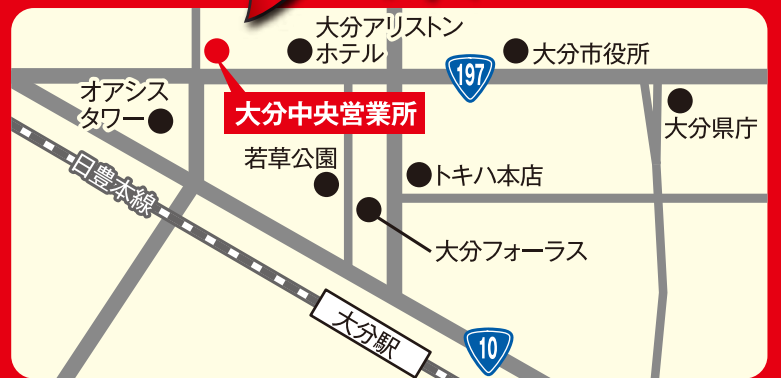 大分アリストン
ホテル
大分市役所
197
オアシス
タワー
大分中央営業所
大分県庁
若草公園
トキハ本店
日豊本線
大分フォーラス
大分駅
10